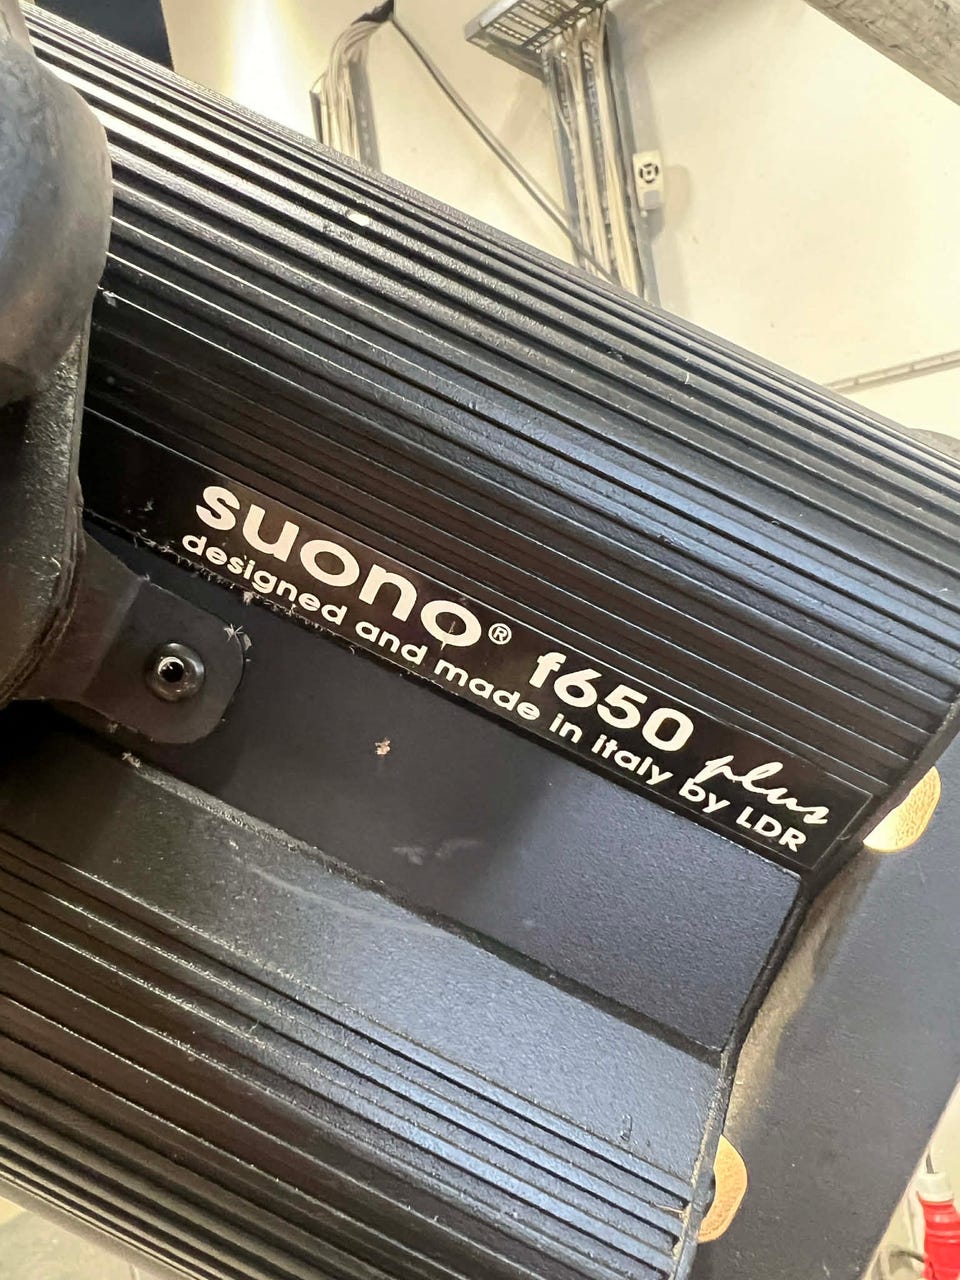 suono® f650 plus
designed and made in italy by LDR